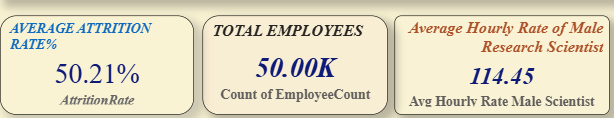 AVERAGE ATTRITION
RATE%
50.21%
AttritionRate
TOTAL EMPLOYEES
50.00K
Count of EmployeeCount
Average Hourly Rate of Male
Research Scientist
114.45
Avg Hourly Rate Male Scientist